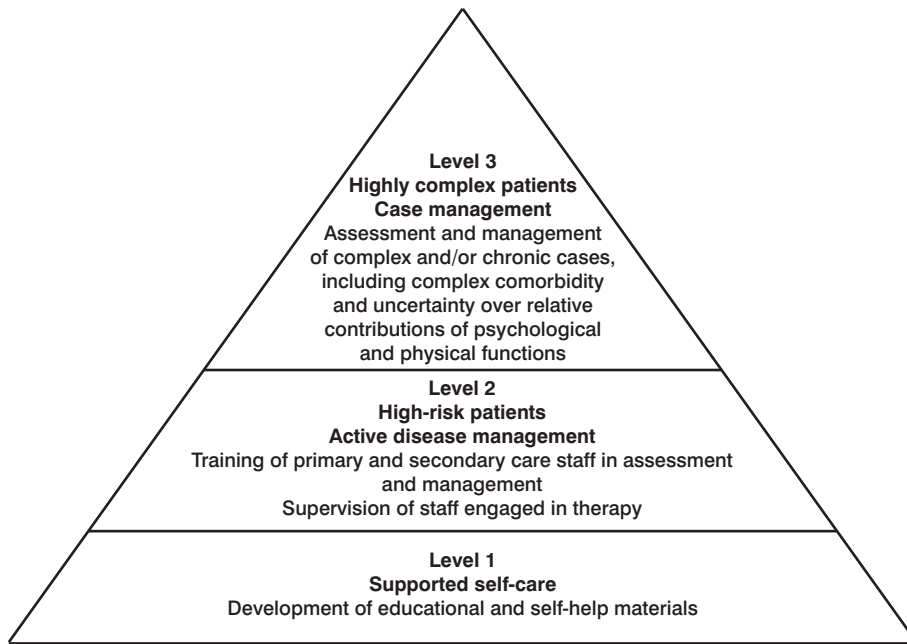 Level 3
Highly complex patients
Case management
Assessment and management
of complex and/or chronic cases,
including complex comorbidity
and uncertainty over relative
contributions of psychological
and physical functions
Level 2
High-risk patients
Active disease management
Training of primary and secondary care staff in assessment
and management
Supervision of staff engaged in therapy
Level 1
Supported self-care
Development of educational and self-help materials